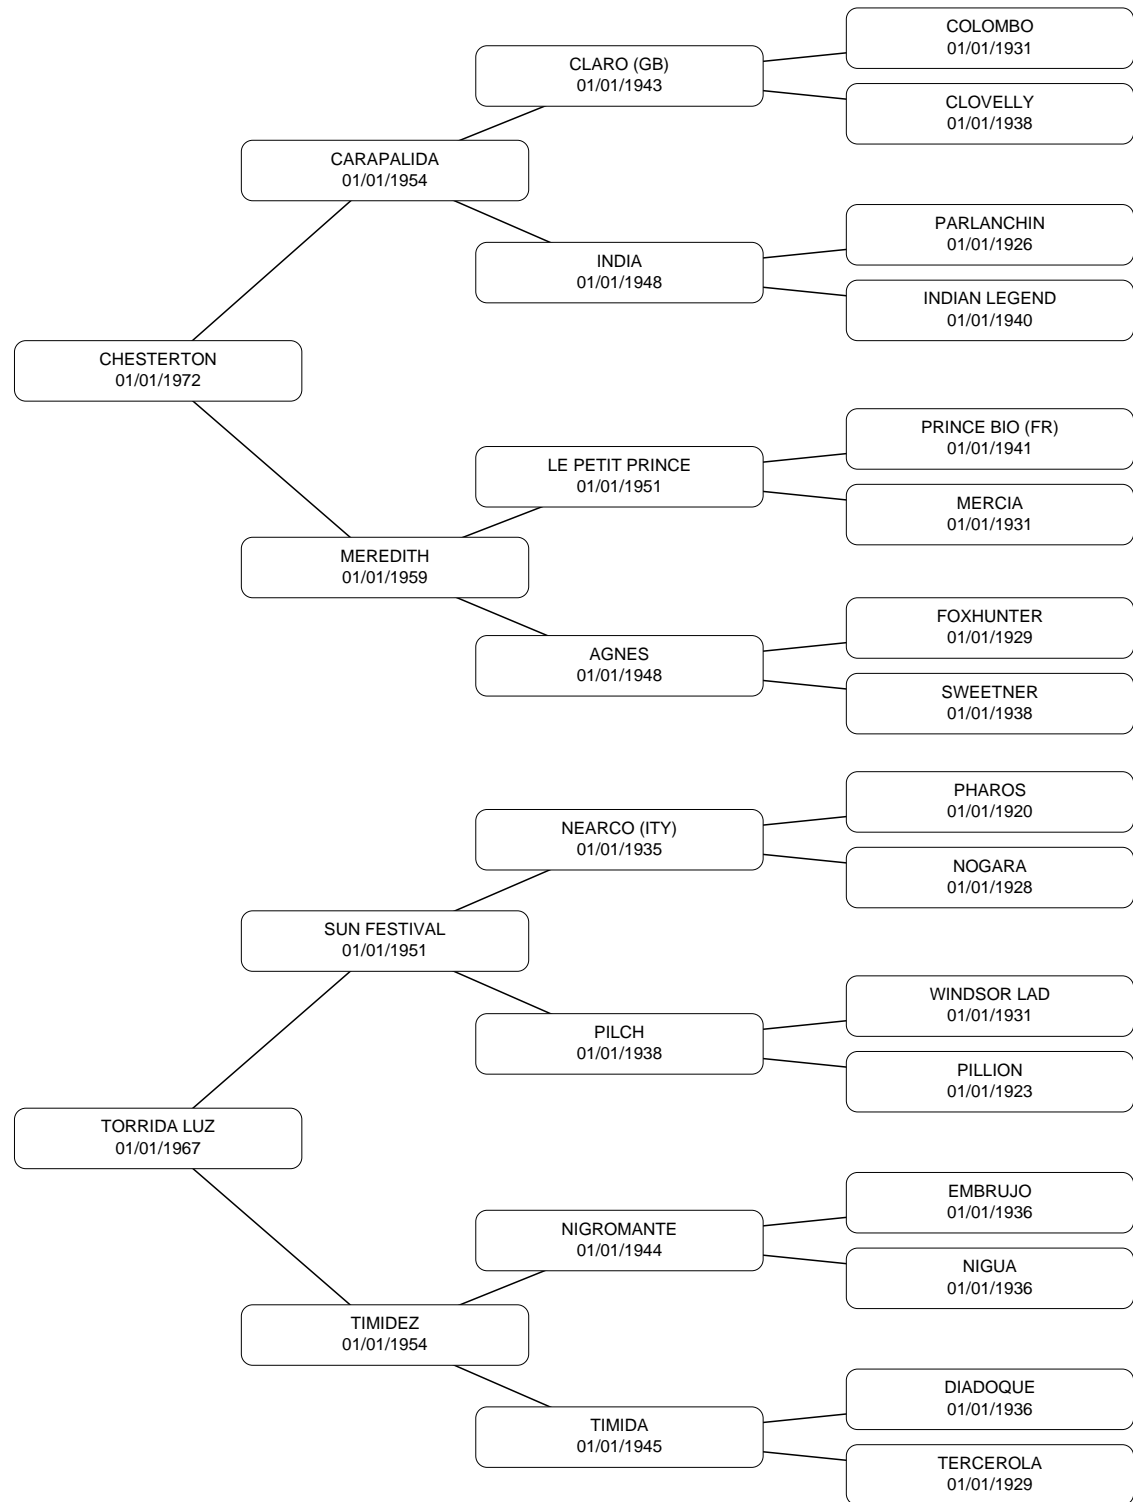 COLOMBO
01/01/1931
CLARO (GB)
01/01/1943
CLOVELLY
01/01/1938
CARAPALIDA
01/01/1954
PARLANCHIN
01/01/1926
INDIA
01/01/1948
INDIAN LEGEND
01/01/1940
CHESTERTON
01/01/1972
PRINCE BIO (FR)
01/01/1941
LE PETIT PRINCE
01/01/1951
MERCIA
01/01/1931
MEREDITH
01/01/1959
FOXHUNTER
01/01/1929
AGNES
01/01/1948
SWEETNER
01/01/1938
PHAROS
01/01/1920
NEARCO (ITY)
01/01/1935
NOGARA
01/01/1928
SUN FESTIVAL
01/01/1951
WINDSOR LAD
01/01/1931
PILCH
01/01/1938
PILLION
01/01/1923
TORRIDA LUZ
01/01/1967
EMBRUJO
01/01/1936
NIGROMANTE
01/01/1944
NIGUA
01/01/1936
TIMIDEZ
01/01/1954
DIADOQUE
01/01/1936
TIMIDA
01/01/1945
TERCEROLA
01/01/1929